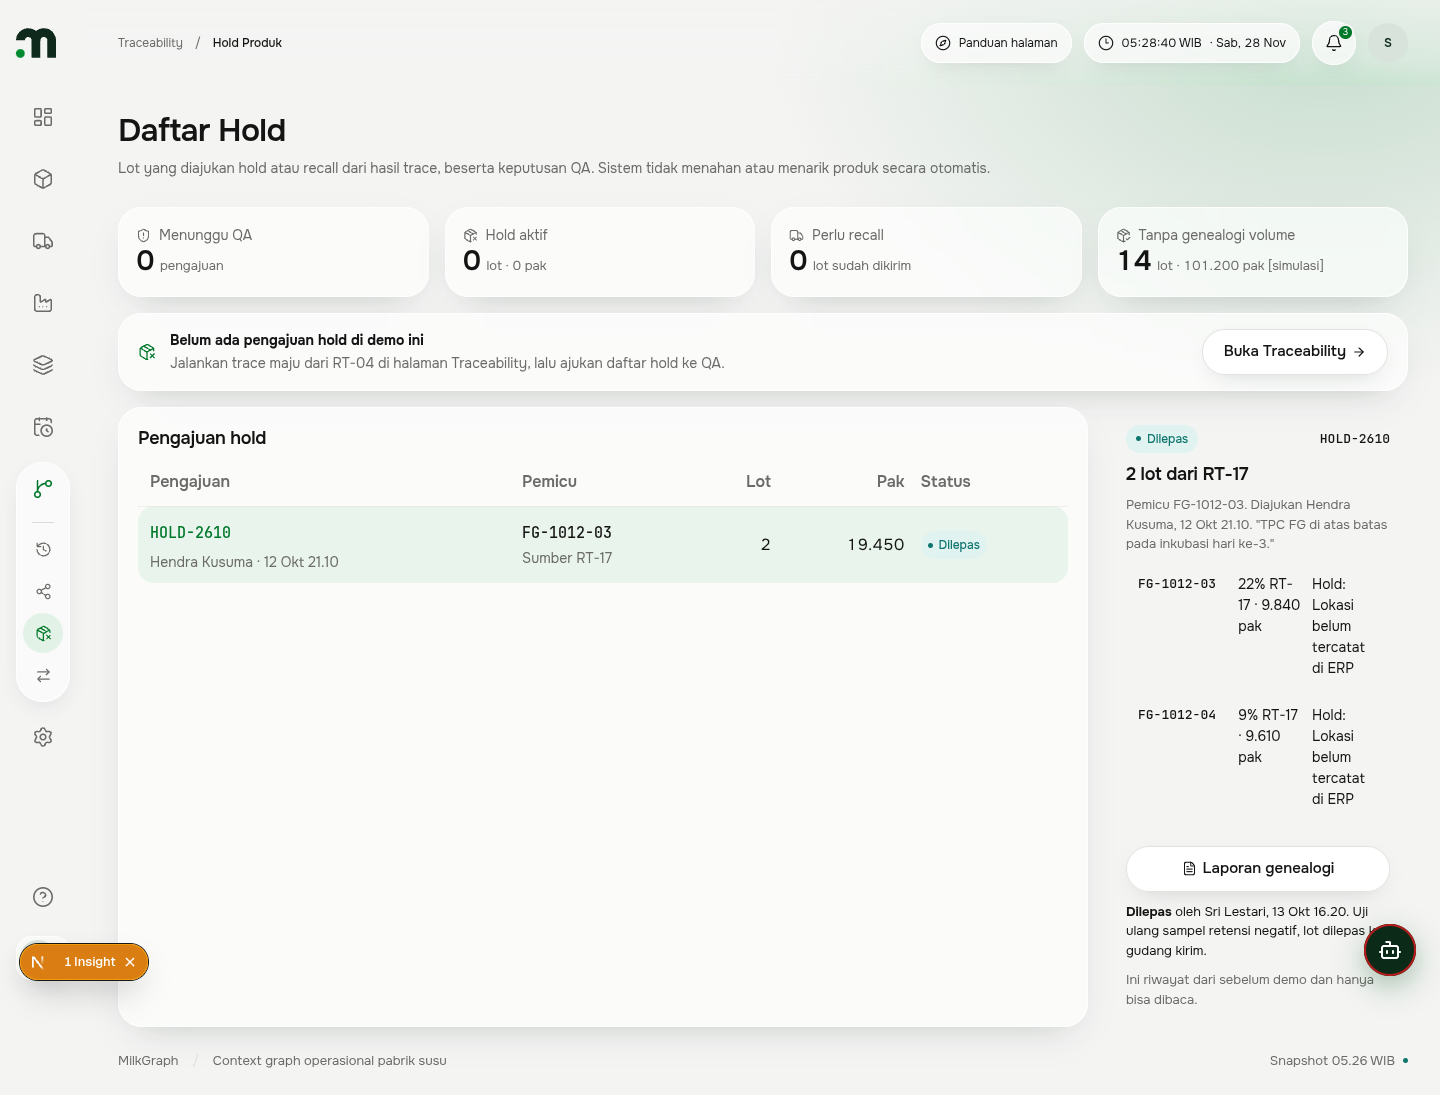 Traceability / Hold Produk
Panduan halaman
05:28:40 WIB · Sab, 28 Nov
3
S
Daftar Hold
Lot yang diajukan hold atau recall dari hasil trace, beserta keputusan QA. Sistem tidak menahan atau menarik produk secara otomatis.
Menunggu QA
0 pengajuan
Hold aktif
0 lot · 0 pak
Perlu recall
0 lot sudah dikirim
Tanpa genealogi volume
14 lot · 101.200 pak [simulasi]
Belum ada pengajuan hold di demo ini
Jalankan trace maju dari RT-04 di halaman Traceability, lalu ajukan daftar hold ke QA.
Buka Traceability
Pengajuan hold
Pengajuan Pemicu Lot Pak Status
HOLD-2610
Hendra Kusuma · 12 Okt 21.10
FG-1012-03
Sumber RT-17
2
19.450
Dilepas
Dilepas
HOLD-2610
2 lot dari RT-17
Pemicu FG-1012-03. Diajukan Hendra
Kusuma, 12 Okt 21.10. "TPC FG di atas batas
pada inkubasi hari ke-3."
FG-1012-03
22% RT-
17 · 9.840
pak
Hold:
Lokasi
belum
tercatat
di ERP
FG-1012-04
9% RT-17
· 9.610
pak
Hold:
Lokasi
belum
tercatat
di ERP
Laporan genealogi
Dilepas oleh Sri Lestari, 13 Okt 16.20. Uji
ulang sampel retensi negatif, lot dilepas
gudang kirim.
Ini riwayat dari sebelum demo dan hanya
bisa dibaca.
1 Insight
MilkGraph / Context graph operasional pabrik susu
Snapshot 05.26 WIB